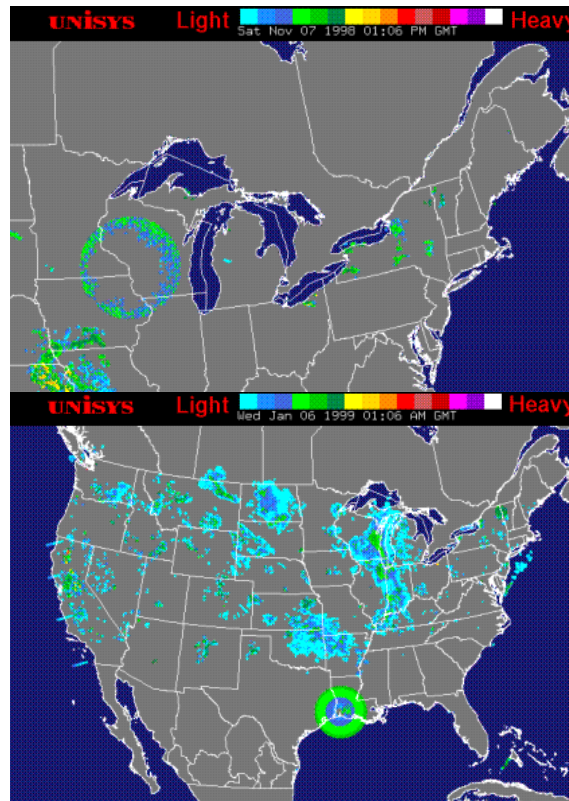 UNiSYS Light Heavy
Sat Nov 07 1998 01:06 PM GMT
UNiSYS Light Heavy
Wed Jan 06 1999 01:06 AM GMT